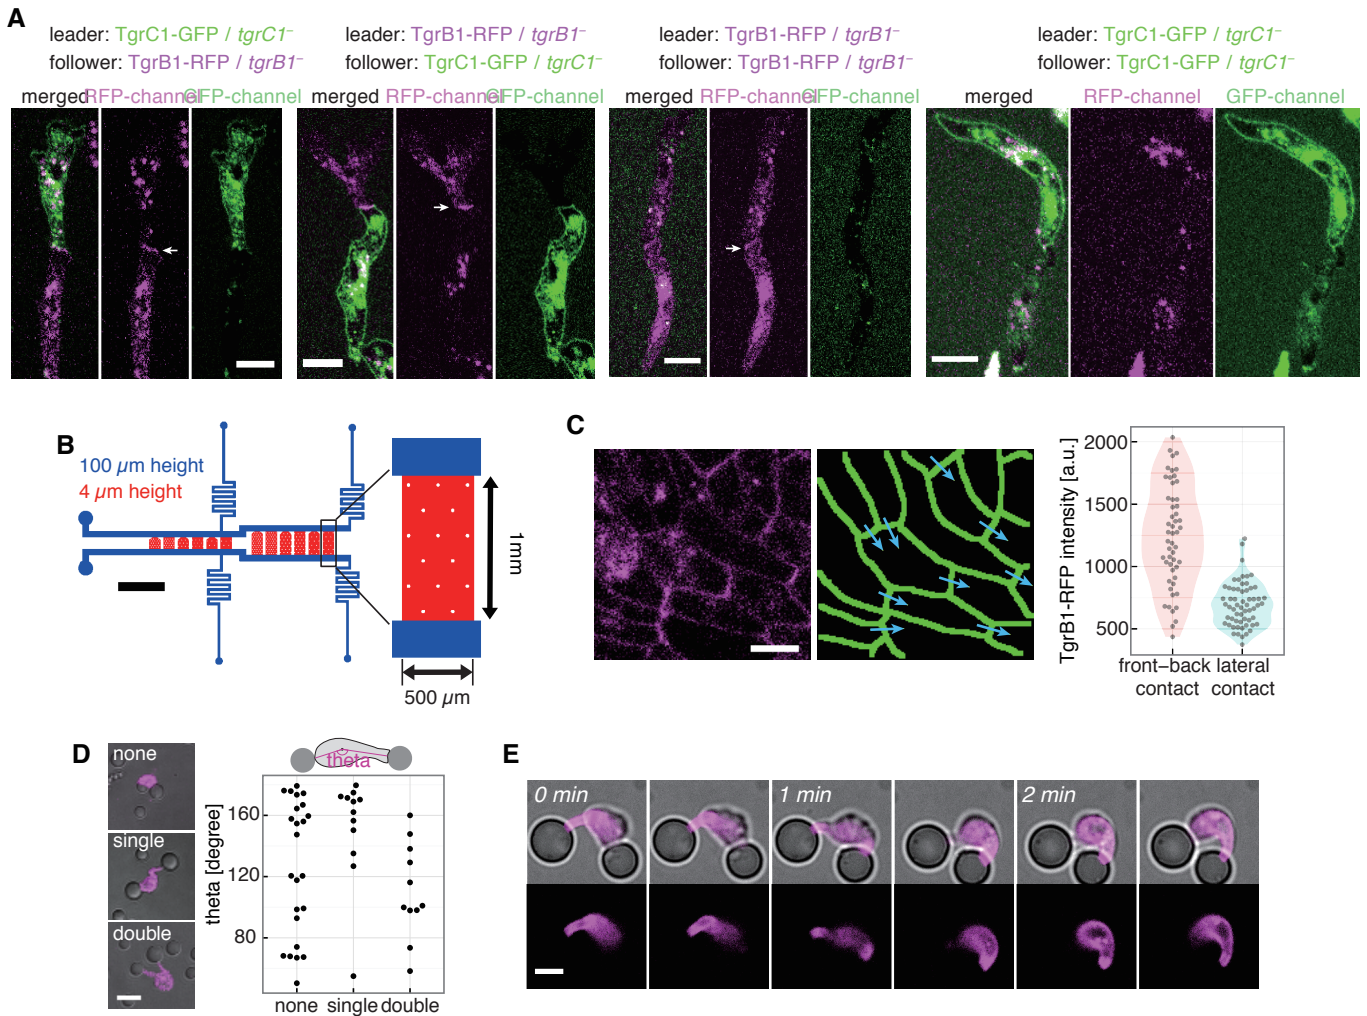 A
leader: TgrC1-GFP / tgrC1⁻
follower: TgrB1-RFP / tgrB1⁻
merged RFP-channel GFP-channel
leader: TgrB1-RFP / tgrB1⁻
follower: TgrC1-GFP / tgrC1⁻
merged RFP-channel GFP-channel
leader: TgrB1-RFP / tgrB1⁻
follower: TgrB1-RFP / tgrB1⁻
merged RFP-channel GFP-channel
leader: TgrC1-GFP / tgrC1⁻
follower: TgrC1-GFP / tgrC1⁻
merged RFP-channel GFP-channel
B
100 µm height
4 µm height
1mm
500 µm
C
TgrB1-RFP intensity [a.u.]
2000
1500
1000
500
front−back contact
lateral contact
D
none
single
double
theta
theta [degree]
160
120
80
none single double
E
0 min
1 min
2 min